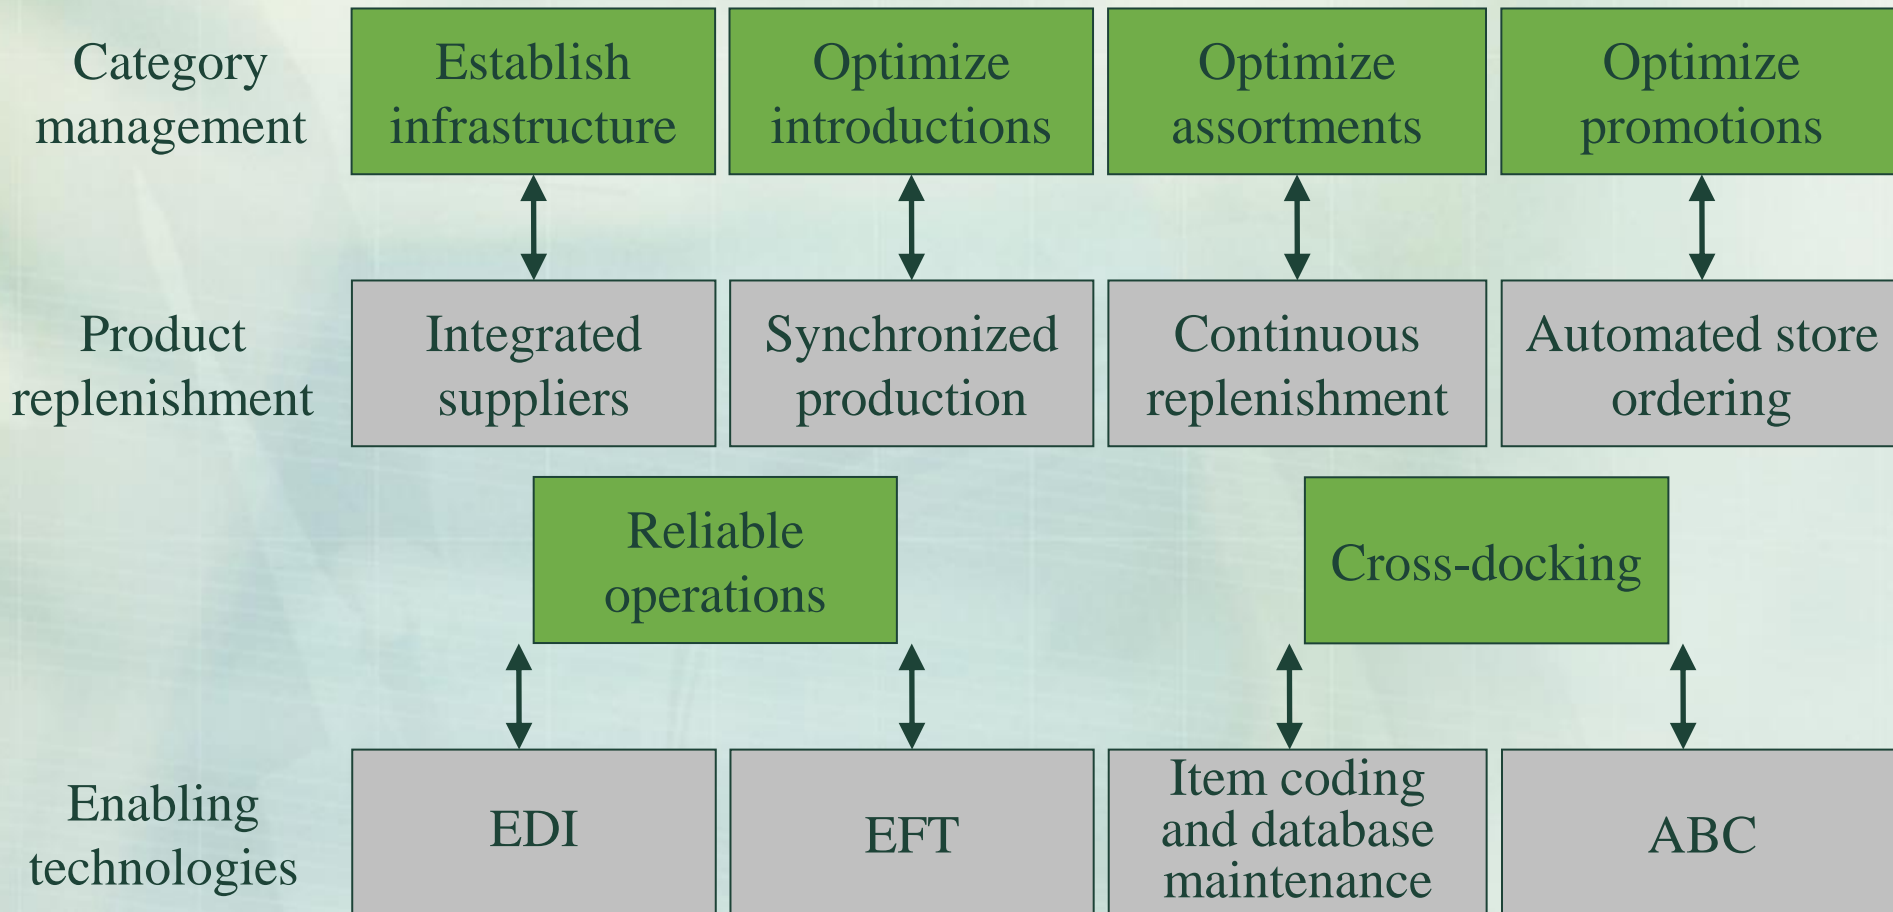 Category
management
Establish
infrastructure
Optimize
introductions
Optimize
assortments
Optimize
promotions
Product
replenishment
Integrated
suppliers
Synchronized
production
Continuous
replenishment
Automated store
ordering
Reliable
operations
Cross-docking
Enabling
technologies
EDI
EFT
Item coding
and database
maintenance
ABC